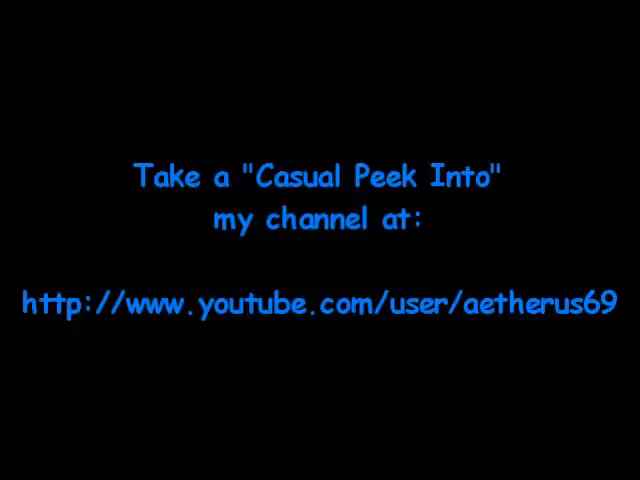 Take a "Casual Peek Into"
my channel at:
http://www.youtube.com/user/aetherus69